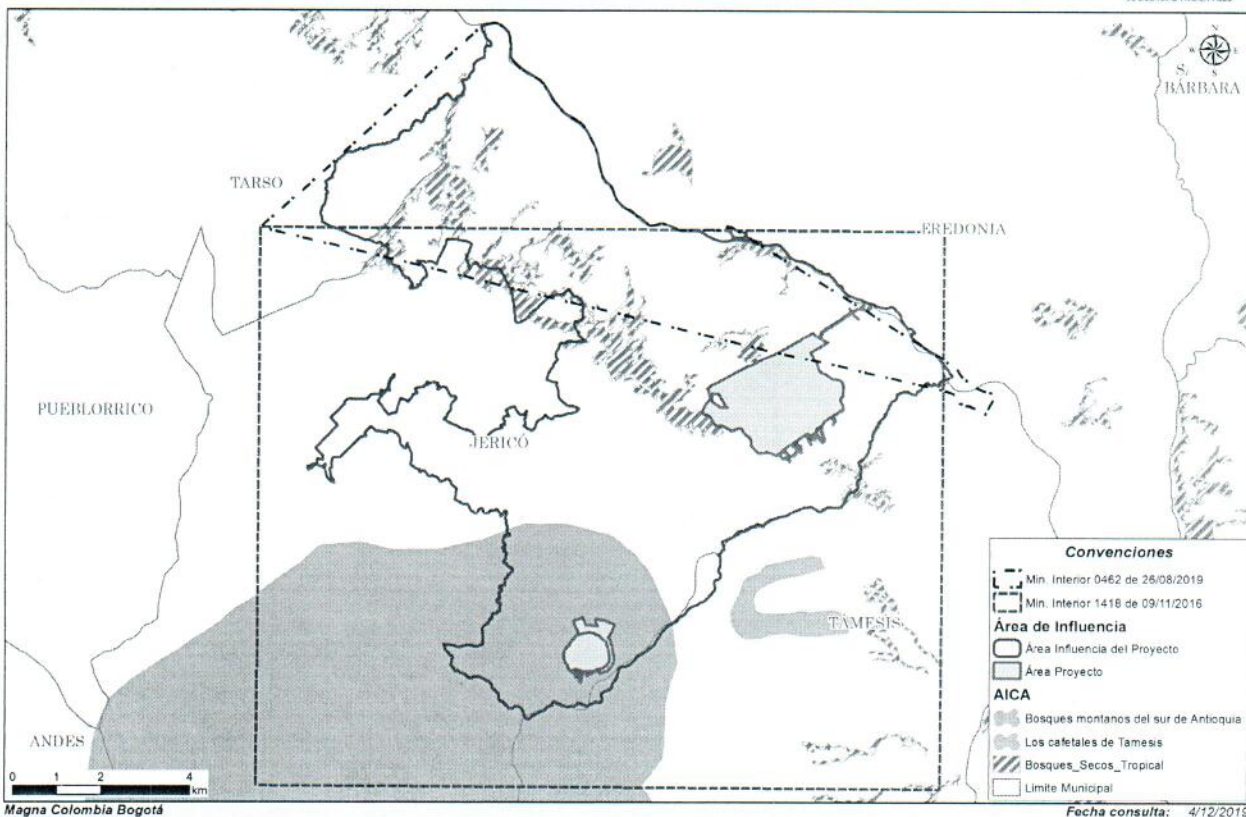 N
W E
S
S.
BÁRBARA
TARSO
EREDONIA
PUEBLORRICO
JERICÓ
TÁMESIS
ANDES
0 1 2 4
km
Convenciones
Min. Interior 0462 de 26/08/2019
Min. Interior 1418 de 09/11/2016
Área de Influencia
Área Influencia del Proyecto
Área Proyecto
AICA
Bosques montanos del sur de Antioquia
Los cafetales de Tamesis
Bosques_Secos_Tropical
Limite Municipal
Magna Colombia Bogotá
Fecha consulta: 4/12/2019